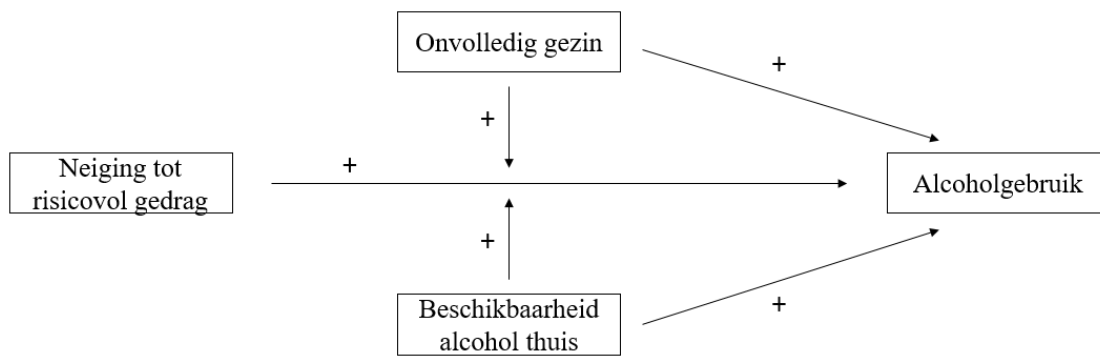 Onvolledig gezin
+
+
+
Neiging tot
risicovol gedrag
Alcoholgebruik
+
Beschikbaarheid
alcohol thuis
+